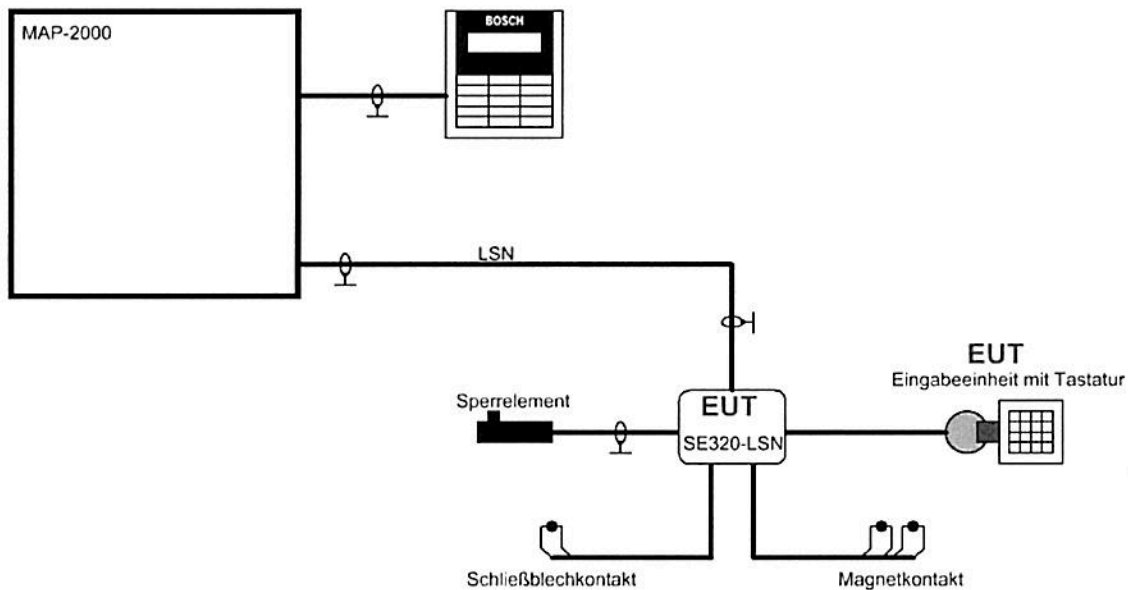 MAP-2000
BOSCH
LSN
EUT
Eingabeeinheit mit Tastatur
Sperrelement
EUT
SE320-LSN
Schließblechkontakt
Magnetkontakt